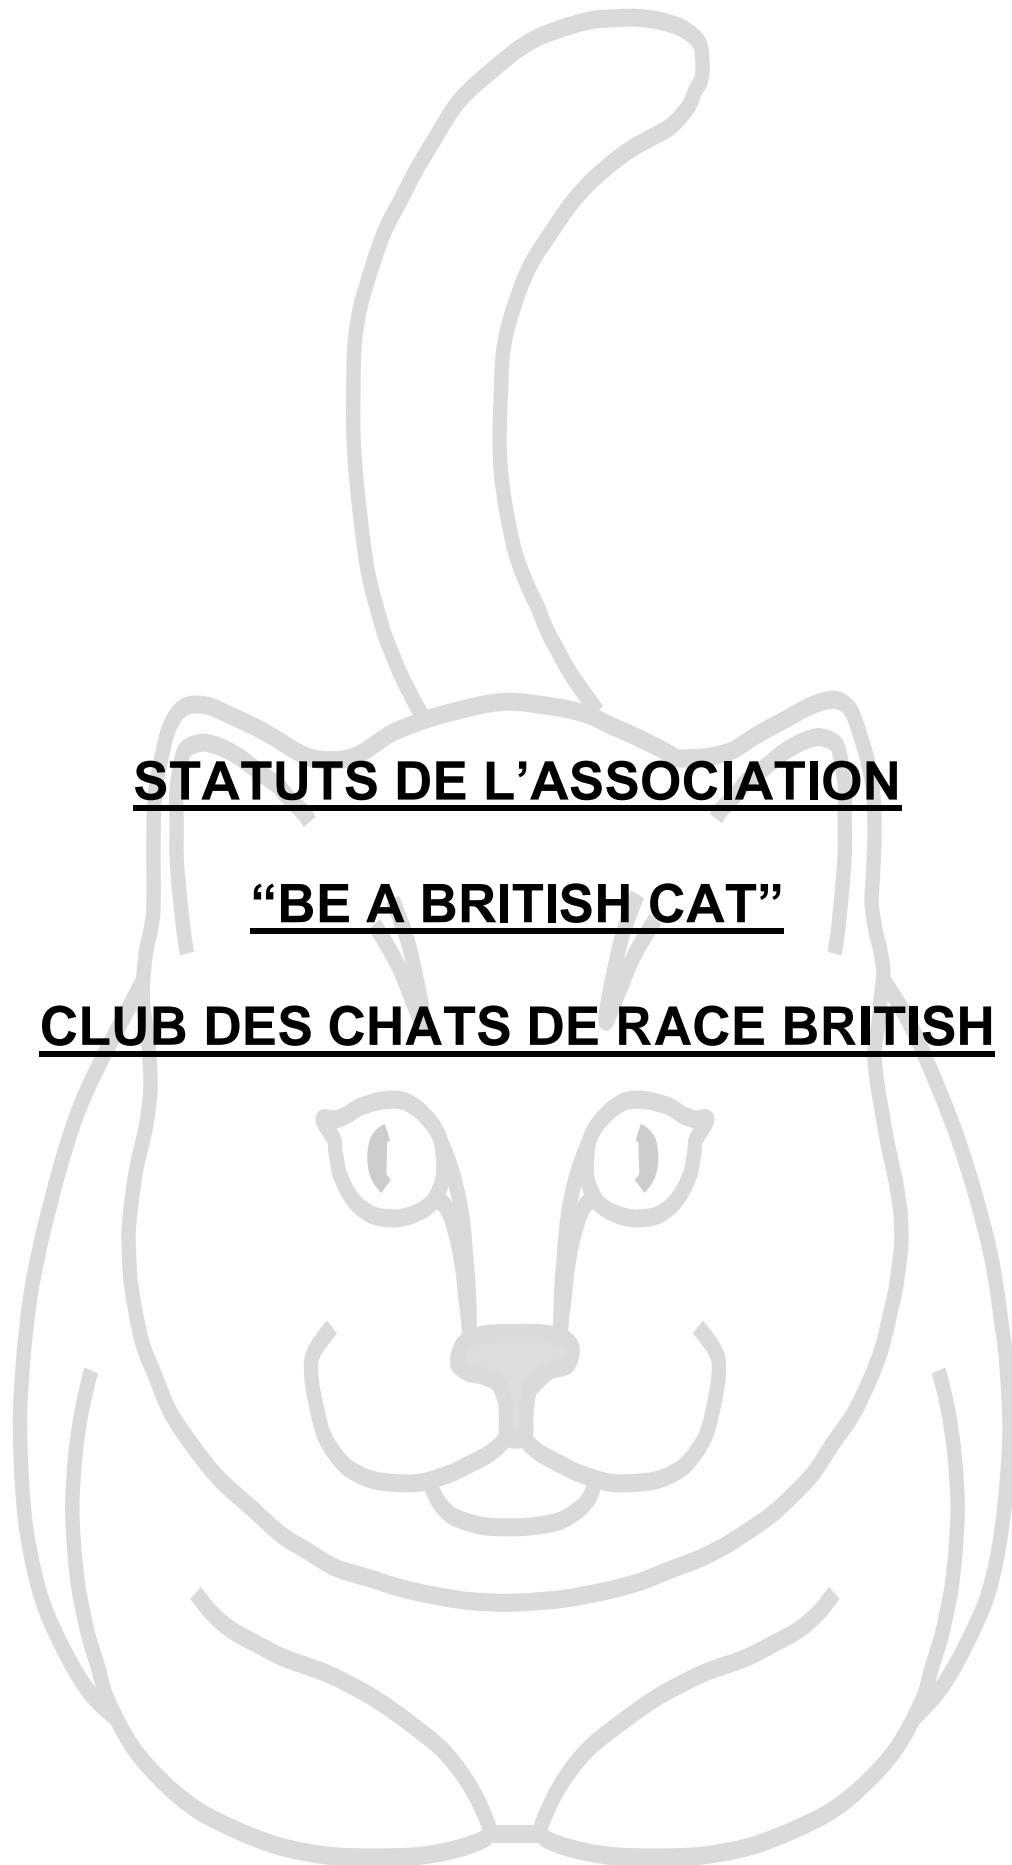 STATUTS DE L’ASSOCIATION
“BE A BRITISH CAT”
CLUB DES CHATS DE RACE BRITISH